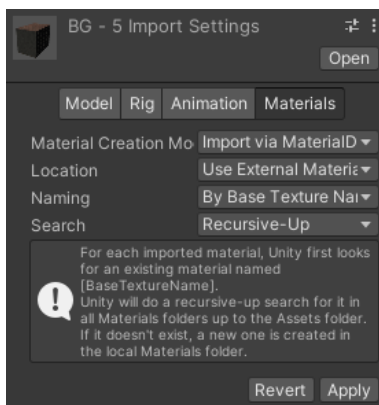 BG - 5 Import Settings
Open
Model Rig Animation Materials
Material Creation Mo Import via MaterialD
Location Use External Materia
Naming By Base Texture Nar
Search Recursive-Up
For each imported material, Unity first looks
for an existing material named
[BaseTextureName].
Unity will do a recursive-up search for it in
all Materials folders up to the Assets folder.
If it doesn't exist, a new one is created in
the local Materials folder.
Revert Apply